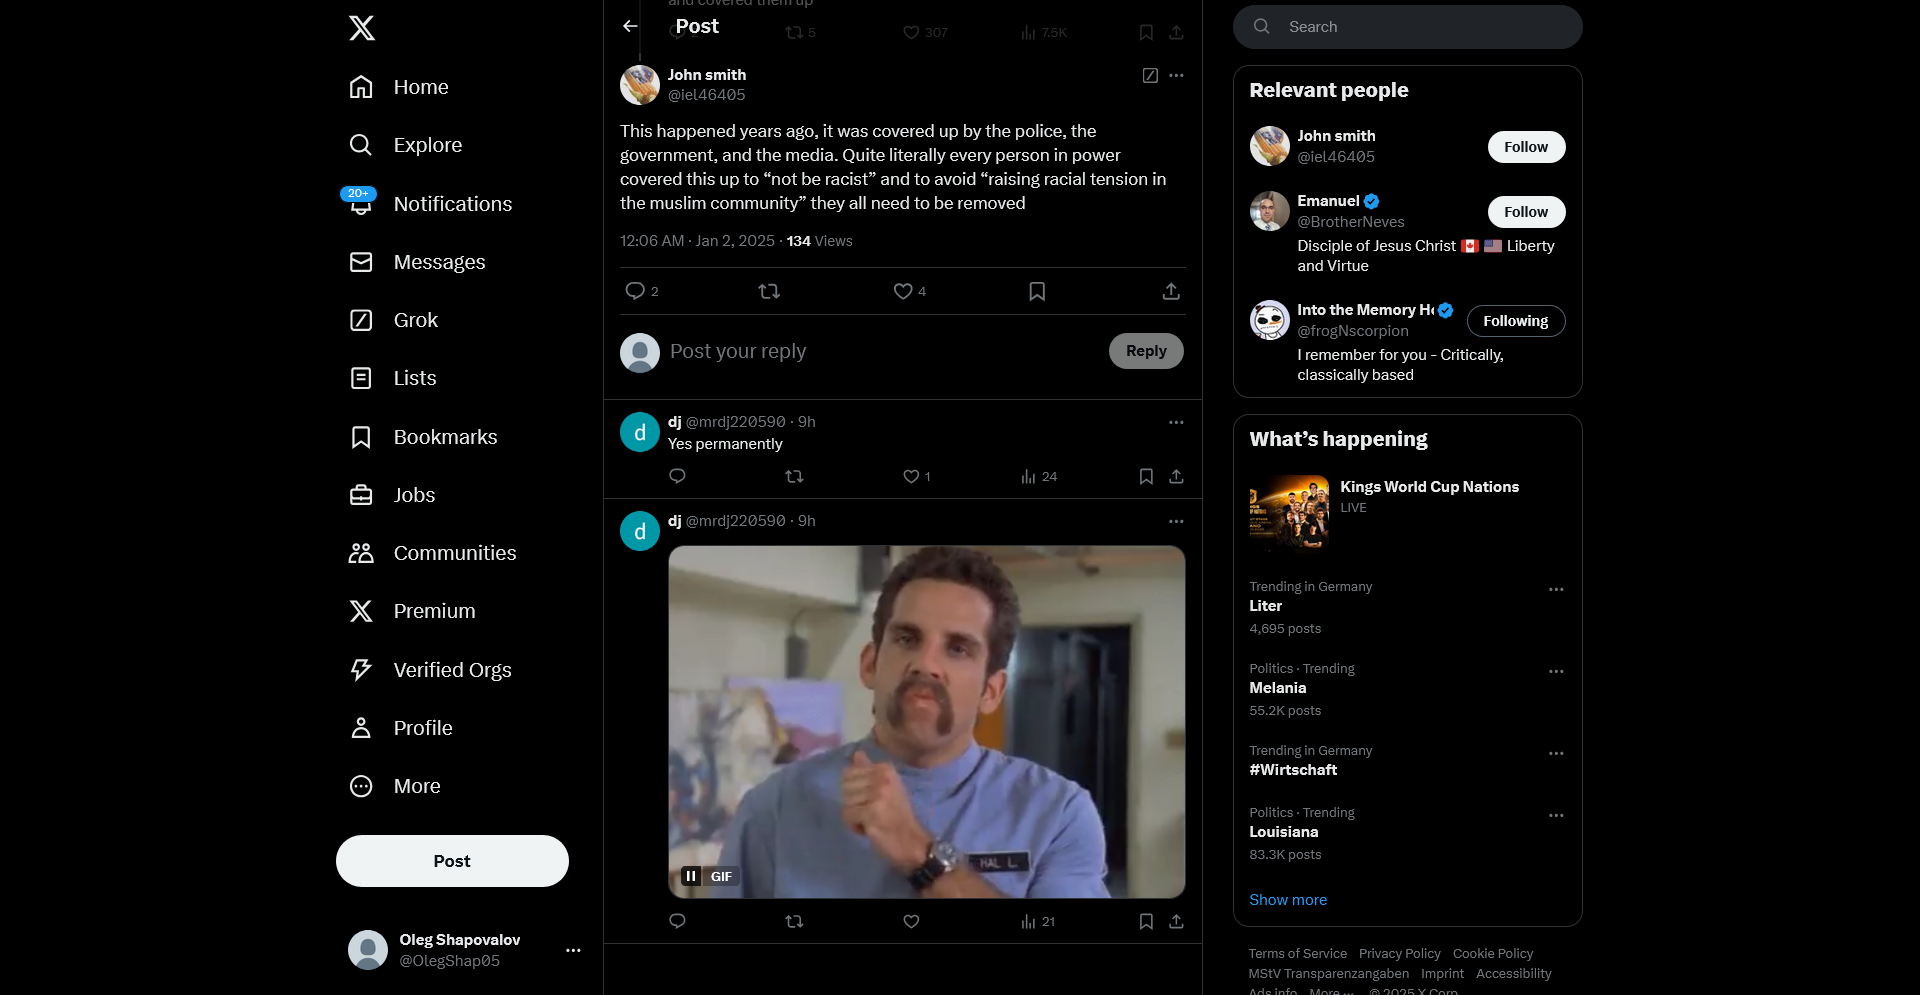 Home
Explore
20+
Notifications
Messages
Grok
Lists
Bookmarks
Jobs
Communities
Premium
Verified Orgs
Profile
More
Post
Oleg Shapovalov
@OlegShap05
and covered them up
Post
5
307
7.5K
John smith
@iel46405
This happened years ago, it was covered up by the police, the
government, and the media. Quite literally every person in power
covered this up to “not be racist” and to avoid “raising racial tension in
the muslim community” they all need to be removed
12:06 AM · Jan 2, 2025 · 134 Views
2
4
Post your reply
Reply
d
dj @mrdj220590 · 9h
Yes permanently
1
24
d
dj @mrdj220590 · 9h
HAL L.
GIF
21
Search
Relevant people
John smith
@iel46405
Follow
Emanuel
@BrotherNeves
Follow
Disciple of Jesus Christ 🇨🇦 🇺🇸 Liberty
and Virtue
Into the Memory Ho
@frogNscorpion
Following
I remember for you - Critically,
classically based
What’s happening
Kings World Cup Nations
LIVE
Trending in Germany
Liter
4,695 posts
Politics · Trending
Melania
55.2K posts
Trending in Germany
#Wirtschaft
Politics · Trending
Louisiana
83.3K posts
Show more
Terms of Service Privacy Policy Cookie Policy
MStV Transparenzangaben Imprint Accessibility
Ads info More ··· © 2025 X Corp.